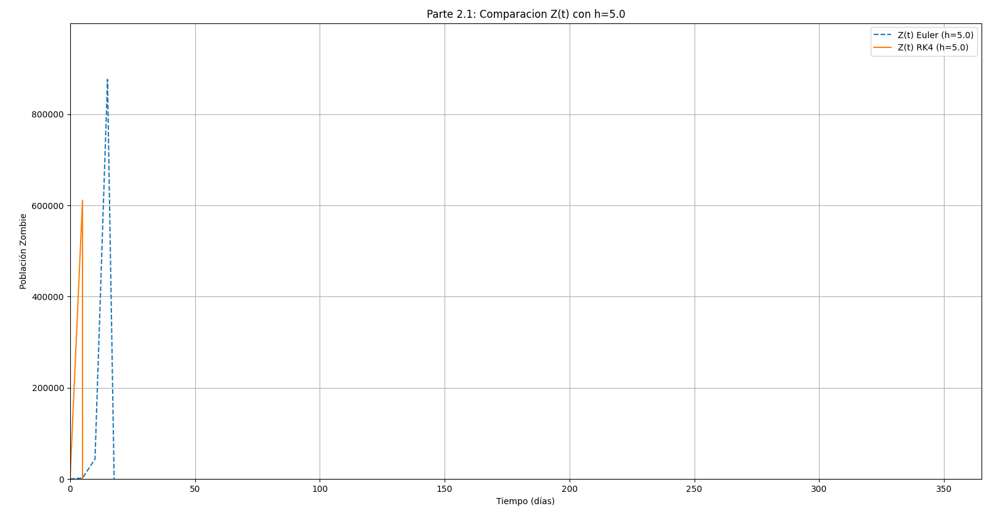 Parte 2.1: Comparacion Z(t) con h=5.0
Z(t) Euler (h=5.0)
Z(t) RK4 (h=5.0)
Población Zombie
800000
600000
400000
200000
0
0 50 100 150 200 250 300 350
Tiempo (días)